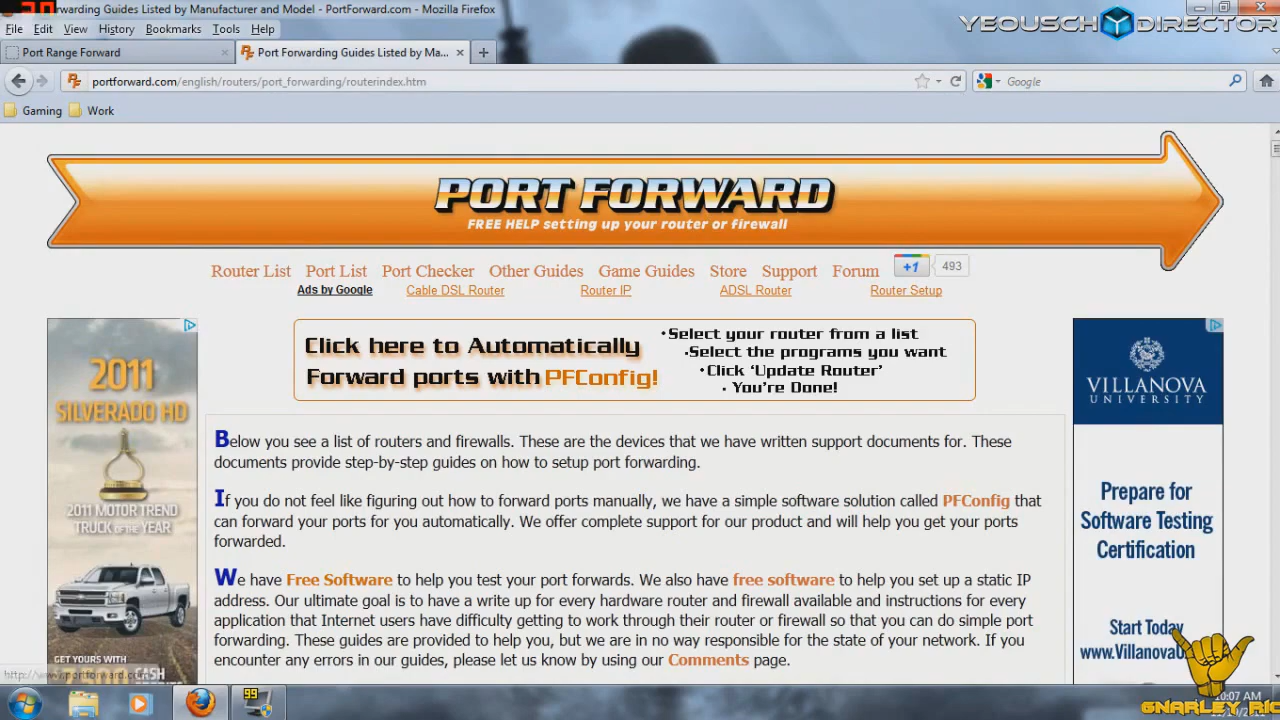 rwarding Guides Listed by Manufacturer and Model - PortForward.com - Mozilla Firefox
File Edit View History Bookmarks Tools Help
YEOUSCH DIRECTOR
Port Range Forward
Port Forwarding Guides Listed by Ma...
portforward.com/english/routers/port_forwarding/routerindex.htm
Google
Gaming Work
PORT FORWARD
FREE HELP setting up your router or firewall
Router List Port List Port Checker Other Guides Game Guides Store Support Forum +1 493
Ads by Google Cable DSL Router Router IP ADSL Router Router Setup
Click here to Automatically
Forward ports with PFConfig!
•Select your router from a list
•Select the programs you want
•Click 'Update Router'
• You're Done!
2011
SILVERADO HD
2011 MOTOR TREND
TRUCK OF THE YEAR
GET YOURS WITH
CASH
VILLANOVA
UNIVERSITY
Prepare for
Software Testing
Certification
Start Today
www.VillanovaU
Below you see a list of routers and firewalls. These are the devices that we have written support documents for. These
documents provide step-by-step guides on how to setup port forwarding.
If you do not feel like figuring out how to forward ports manually, we have a simple software solution called PFConfig that
can forward your ports for you automatically. We offer complete support for our product and will help you get your ports
forwarded.
We have Free Software to help you test your port forwards. We also have free software to help you set up a static IP
address. Our ultimate goal is to have a write up for every hardware router and firewall available and instructions for every
application that Internet users have difficulty getting to work through their router or firewall so that you can do simple port
forwarding. These guides are provided to help you, but we are in no way responsible for the state of your network. If you
encounter any errors in our guides, please let us know by using our Comments page.
http://www.portforward.com
99
10:07 AM
GNARLEY RIC